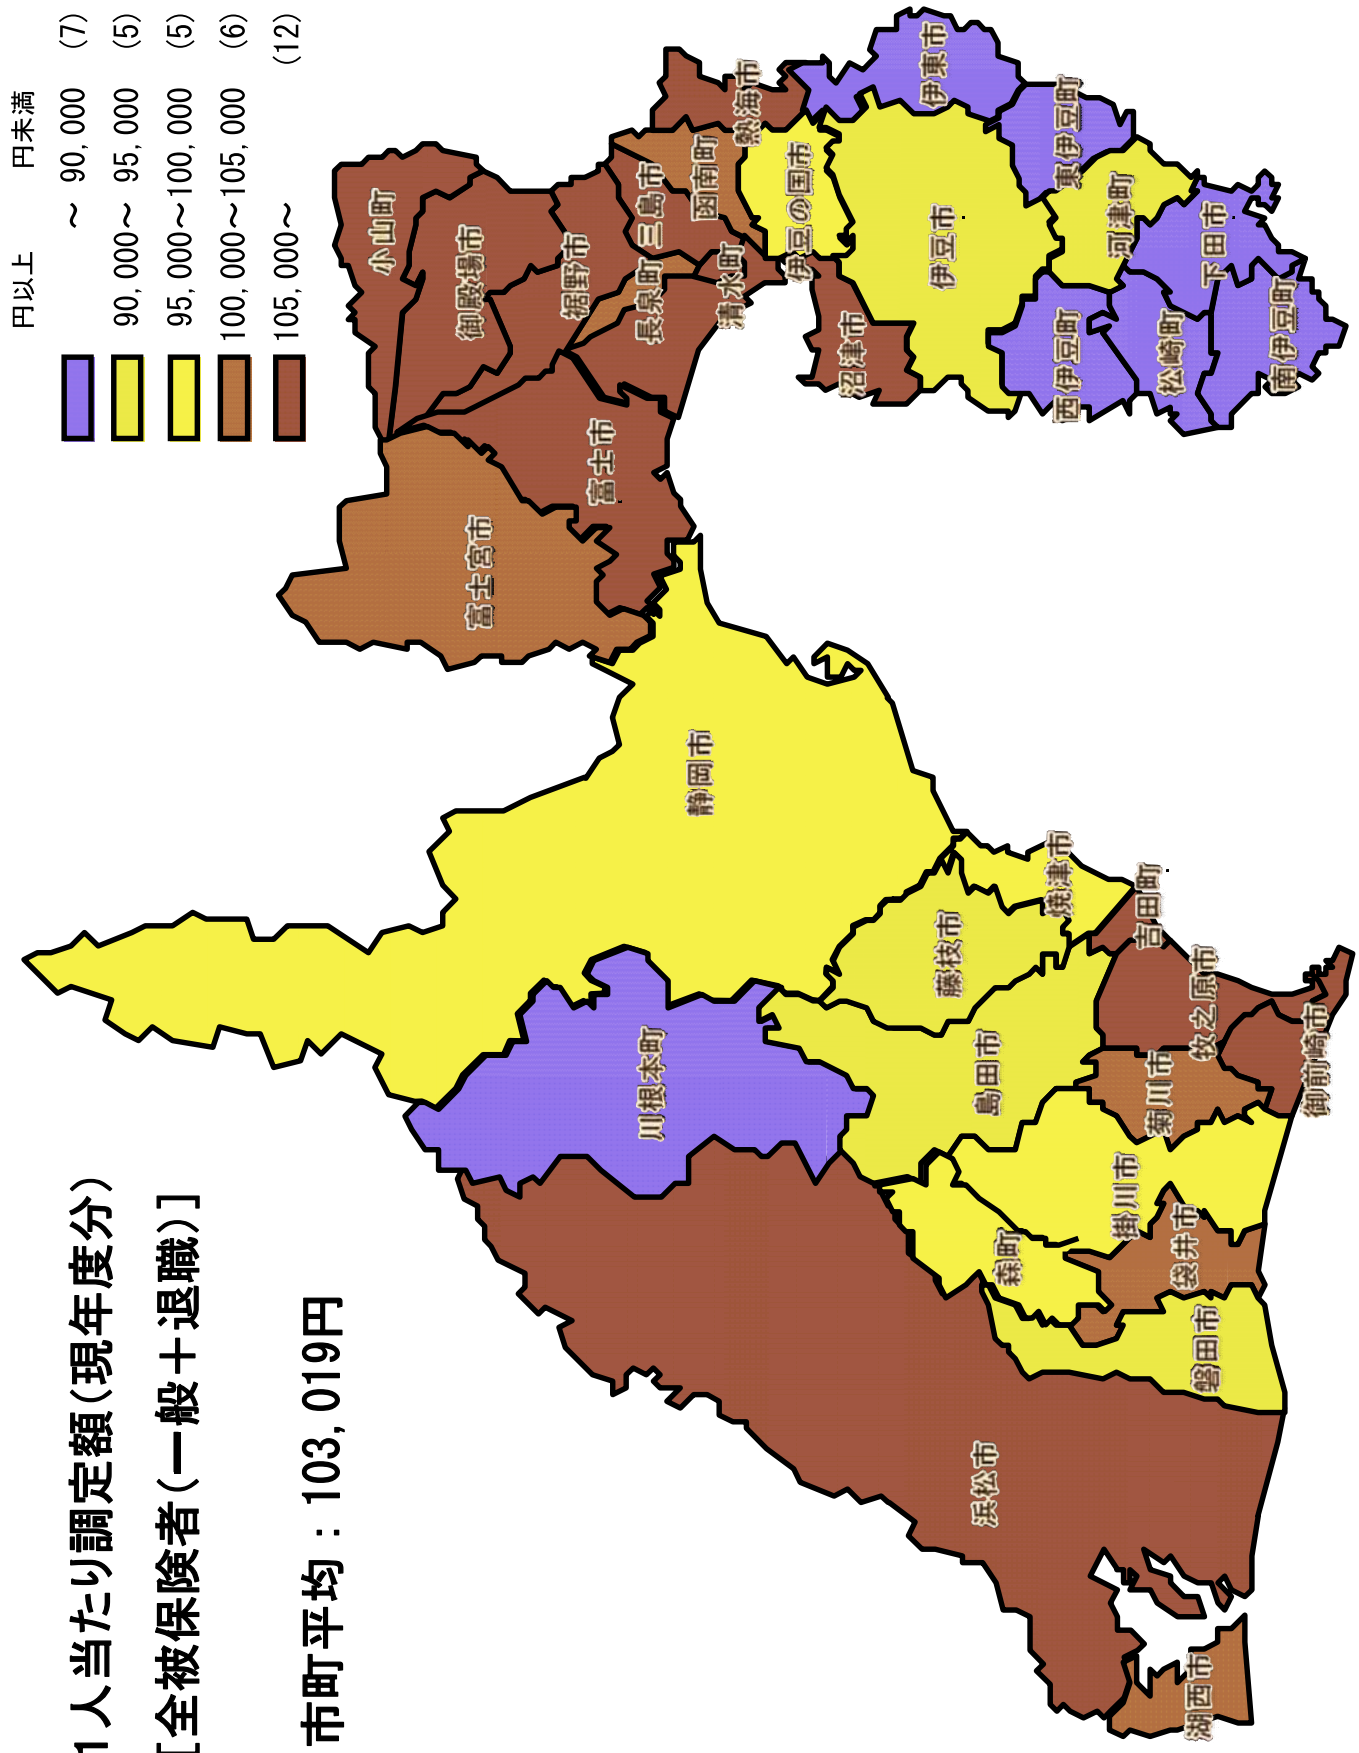 １人当たり調定額（現年度分）
［全被保険者（一般＋退職）］
市町平均：103,019円
円以上　円未満
～ 90,000 (7)
90,000～ 95,000 (5)
95,000～100,000 (5)
100,000～105,000 (6)
105,000～ (12)
小山町
御殿場市
裾野市
三島市
函南町
熱海市
長泉町
清水町
伊豆の国市
沼津市
伊豆市
伊東市
東伊豆町
河津町
西伊豆町
松崎町
下田市
南伊豆町
富士宮市
富士市
静岡市
川根本町
藤枝市
焼津市
島田市
吉田町
牧之原市
御前崎市
菊川市
掛川市
森町
袋井市
磐田市
浜松市
湖西市